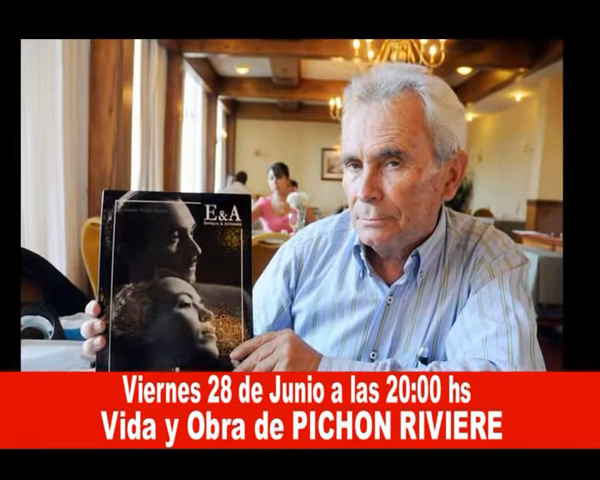 E&A
Viernes 28 de Junio a las 20:00 hs
Vida y Obra de PICHON RIVIERE